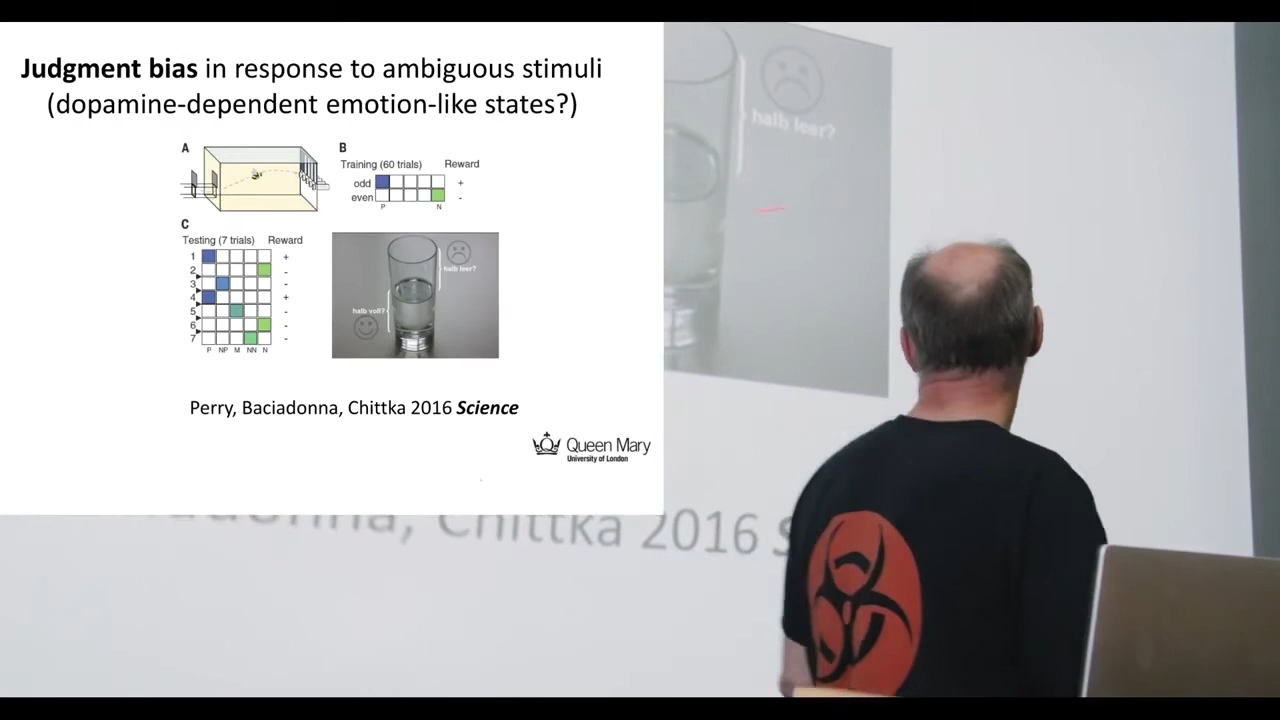 Judgment bias in response to ambiguous stimuli
(dopamine-dependent emotion-like states?)
A
B
Training (60 trials) Reward
odd +
even -
P N
C
Testing (7 trials) Reward
1 +
2 -
3 -
4 +
5 -
6 -
7 -
P NP M NN N
halb leer?
halb voll?
Perry, Baciadonna, Chittka 2016 Science
Queen Mary
University of London
halb leer?
Chittka 2016